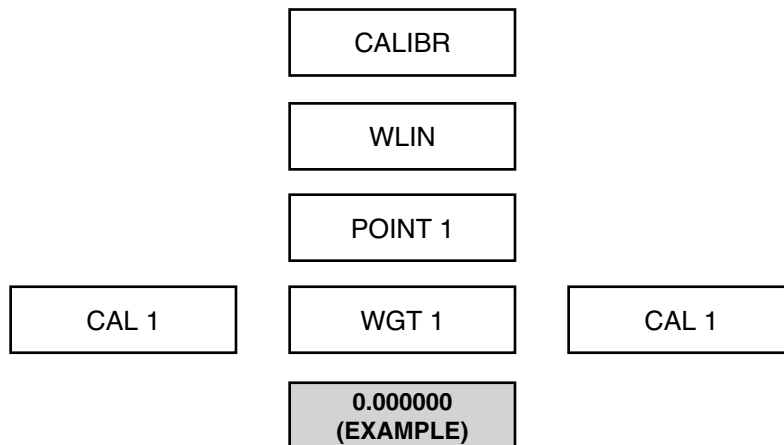 CALIBR
WLIN
POINT 1
CAL 1
WGT 1
CAL 1
0.000000
(EXAMPLE)